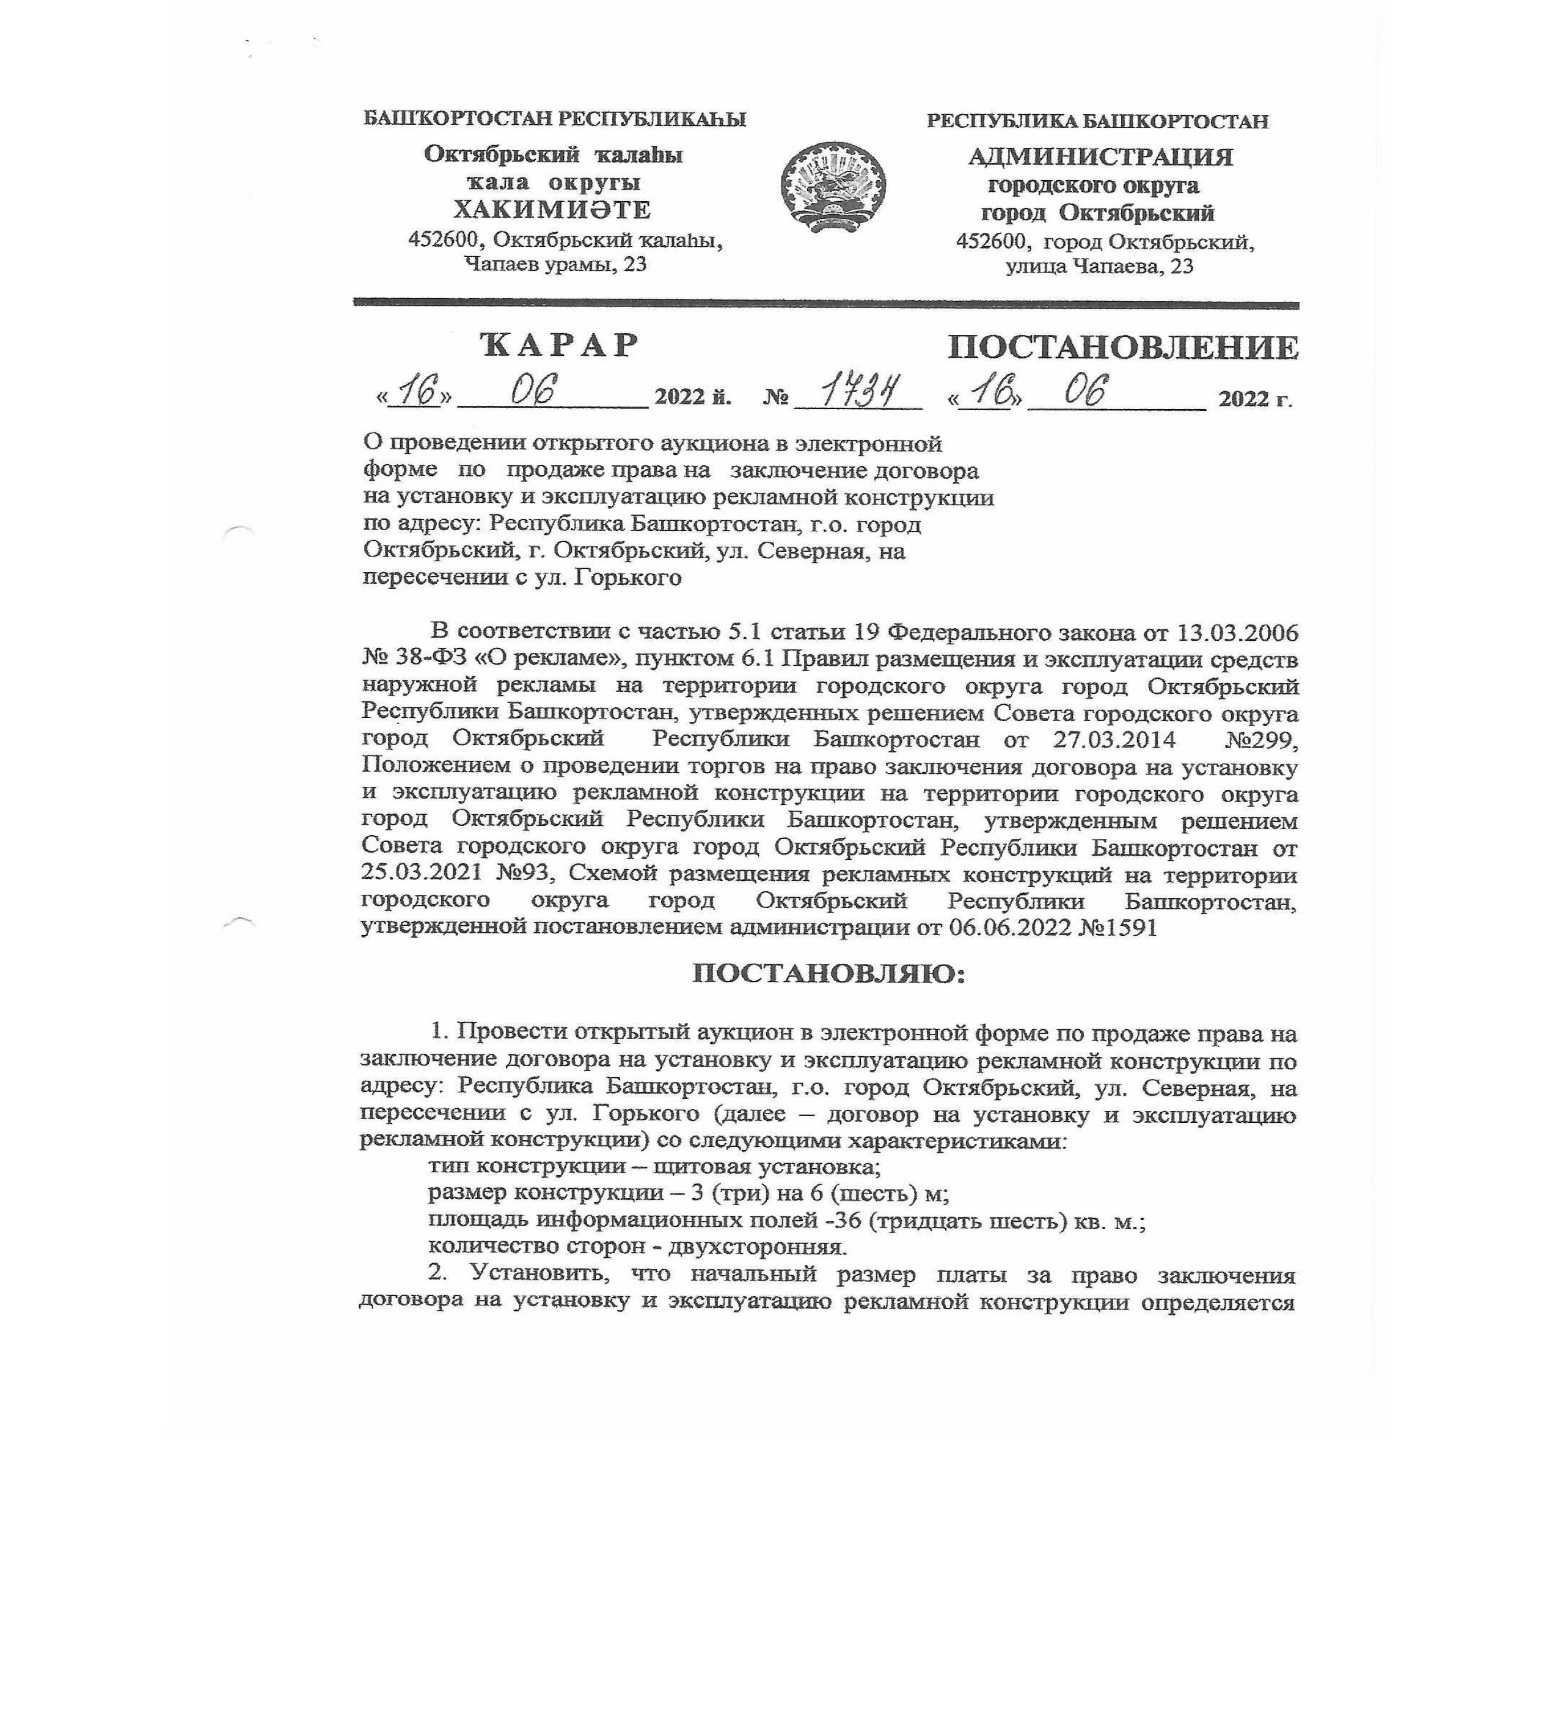 БАШҠОРТОСТАН РЕСПУБЛИКАҺЫ
Октябрьский ҡалаһы
ҡала округы
ХАКИМИӘТЕ
452600, Октябрьский ҡалаһы,
Чапаев урамы, 23
РЕСПУБЛИКА БАШКОРТОСТАН
АДМИНИСТРАЦИЯ
городского округа
город Октябрьский
452600, город Октябрьский,
улица Чапаева, 23
ҠАРАР
ПОСТАНОВЛЕНИЕ
«16» 06 2022 й. № 1734 «16» 06 2022 г.
О проведении открытого аукциона в электронной
форме по продаже права на заключение договора
на установку и эксплуатацию рекламной конструкции
по адресу: Республика Башкортостан, г.о. город
Октябрьский, г. Октябрьский, ул. Северная, на
пересечении с ул. Горького
В соответствии с частью 5.1 статьи 19 Федерального закона от 13.03.2006
№ 38-ФЗ «О рекламе», пунктом 6.1 Правил размещения и эксплуатации средств
наружной рекламы на территории городского округа город Октябрьский
Республики Башкортостан, утвержденных решением Совета городского округа
город Октябрьский Республики Башкортостан от 27.03.2014 №299,
Положением о проведении торгов на право заключения договора на установку
и эксплуатацию рекламной конструкции на территории городского округа
город Октябрьский Республики Башкортостан, утвержденным решением
Совета городского округа город Октябрьский Республики Башкортостан от
25.03.2021 №93, Схемой размещения рекламных конструкций на территории
городского округа город Октябрьский Республики Башкортостан,
утвержденной постановлением администрации от 06.06.2022 №1591
ПОСТАНОВЛЯЮ:
1. Провести открытый аукцион в электронной форме по продаже права на
заключение договора на установку и эксплуатацию рекламной конструкции по
адресу: Республика Башкортостан, г.о. город Октябрьский, ул. Северная, на
пересечении с ул. Горького (далее – договор на установку и эксплуатацию
рекламной конструкции) со следующими характеристиками:
тип конструкции – щитовая установка;
размер конструкции – 3 (три) на 6 (шесть) м;
площадь информационных полей -36 (тридцать шесть) кв. м.;
количество сторон - двухсторонняя.
2. Установить, что начальный размер платы за право заключения
договора на установку и эксплуатацию рекламной конструкции определяется